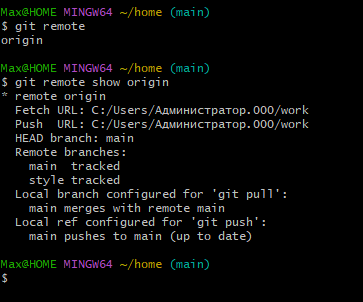 Max@HOME MINGW64 ~/home (main)
$ git remote
origin

Max@HOME MINGW64 ~/home (main)
$ git remote show origin
* remote origin
  Fetch URL: C:/Users/Администратор.000/work
  Push  URL: C:/Users/Администратор.000/work
  HEAD branch: main
  Remote branches:
    main  tracked
    style tracked
  Local branch configured for 'git pull':
    main merges with remote main
  Local ref configured for 'git push':
    main pushes to main (up to date)

Max@HOME MINGW64 ~/home (main)
$